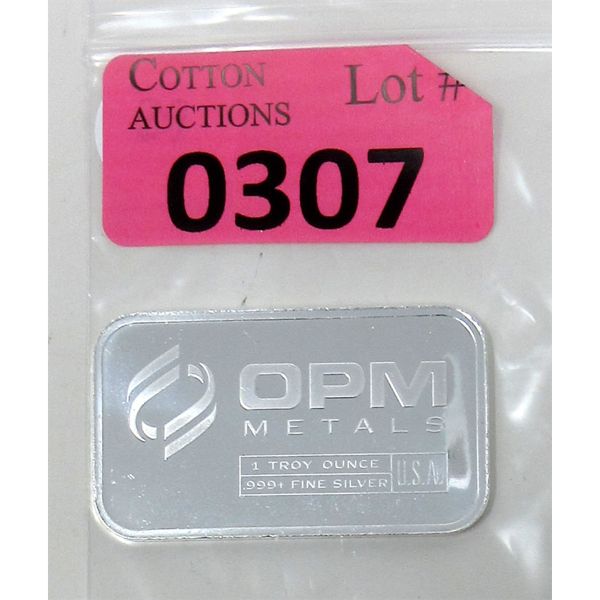 COTTON
AUCTIONS
Lot #
0307
OPM
METALS
1 TROY OUNCE
.999+ FINE SILVER
U.S.A.